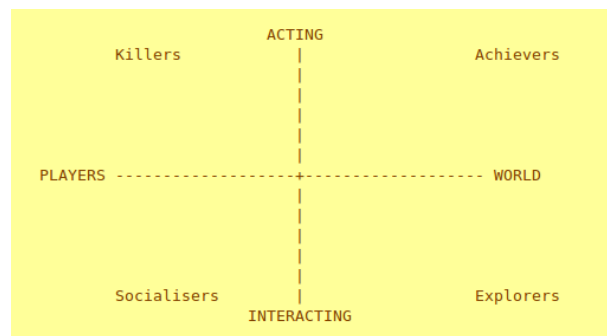 ACTING
Killers | Achievers
|
|
|
|
|
PLAYERS -------------------+------------------- WORLD
|
|
|
|
|
Socialisers | Explorers
INTERACTING